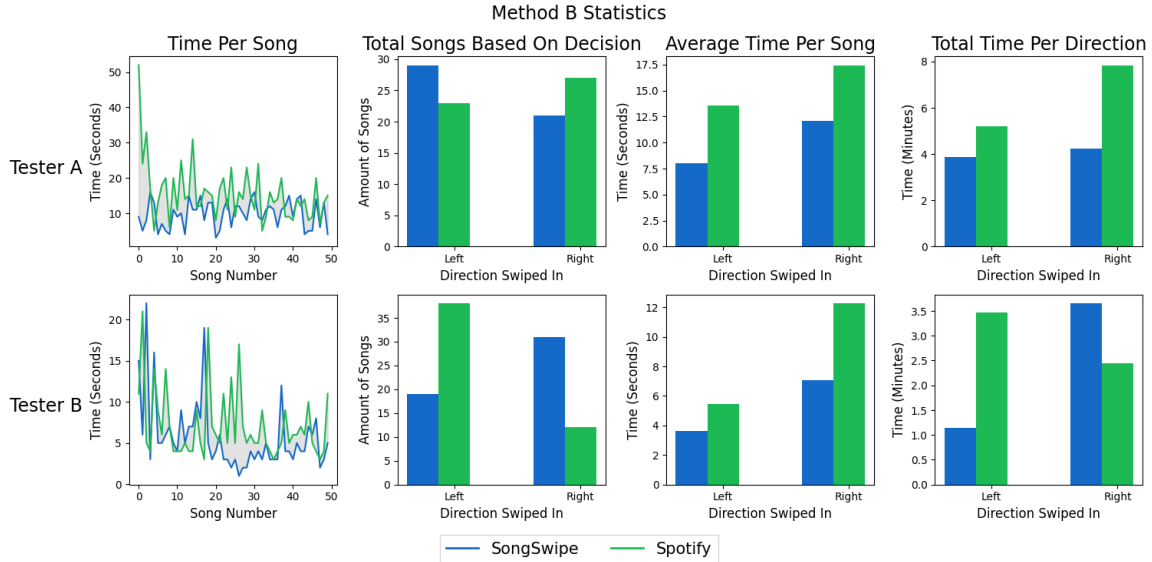 Method B Statistics
Time Per Song
Total Songs Based On Decision
Average Time Per Song
Total Time Per Direction
Tester A
Time (Seconds)
50
40
30
20
10
0
10
20
30
40
50
Song Number
Amount of Songs
30
25
20
15
10
5
0
Left
Right
Direction Swiped In
Time (Seconds)
17.5
15.0
12.5
10.0
7.5
5.0
2.5
0.0
Left
Right
Direction Swiped In
Time (Minutes)
8
6
4
2
0
Left
Right
Direction Swiped In
Tester B
Time (Seconds)
20
15
10
5
0
0
10
20
30
40
50
Song Number
Amount of Songs
35
30
25
20
15
10
5
0
Left
Right
Direction Swiped In
Time (Seconds)
12
10
8
6
4
2
0
Left
Right
Direction Swiped In
Time (Minutes)
3.5
3.0
2.5
2.0
1.5
1.0
0.5
0.0
Left
Right
Direction Swiped In
SongSwipe
Spotify